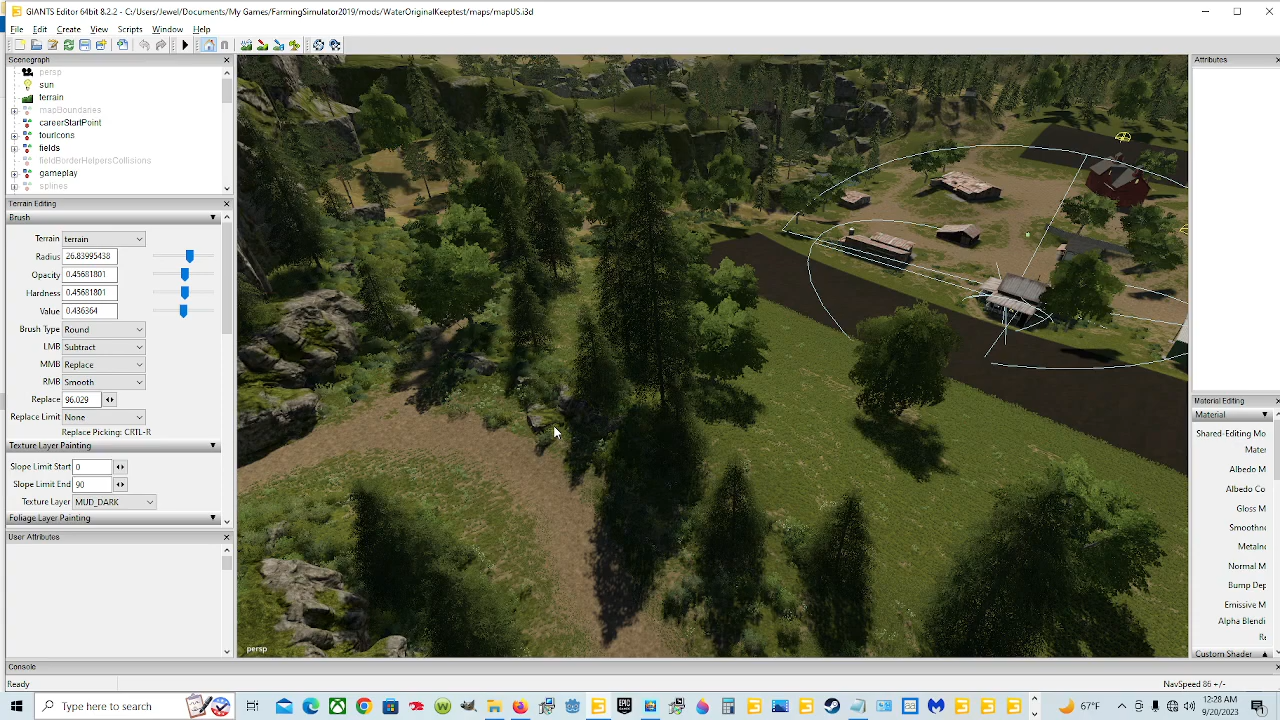 GIANTS Editor 64bit 8.2.2 - C:/Users/Jewel/Documents/My Games/FarmingSimulator2019/mods/WaterOriginalKeeptest/maps/mapUS.i3d
File Edit Create View Scripts Window Help
Scenegraph
persp
sun
terrain
mapBoundaries
careerStartPoint
tourIcons
fields
fieldBorderHelpersCollisions
gameplay
splines
Terrain Editing
Brush
Terrain terrain
Radius 26.83995438
Opacity 0.45681801
Hardness 0.45681801
Value 0.436364
Brush Type Round
LMB Subtract
MMB Replace
RMB Smooth
Replace 96.029
Replace Limit None
Replace Picking: CRTL-R
Texture Layer Painting
Slope Limit Start 0
Slope Limit End 90
Texture Layer MUD_DARK
Foliage Layer Painting
User Attributes
persp
Attributes
Material Editing
Material
Shared-Editing Mo
Mater
Albedo M
Albedo Co
Gloss M
Smoothn
Metaln
Normal M
Bump Dep
Emissive M
Alpha Blendi
Re
Custom Shader
Console
Ready
NavSpeed 86 +/-
Type here to search
67°F
12:28 AM
9/20/2023